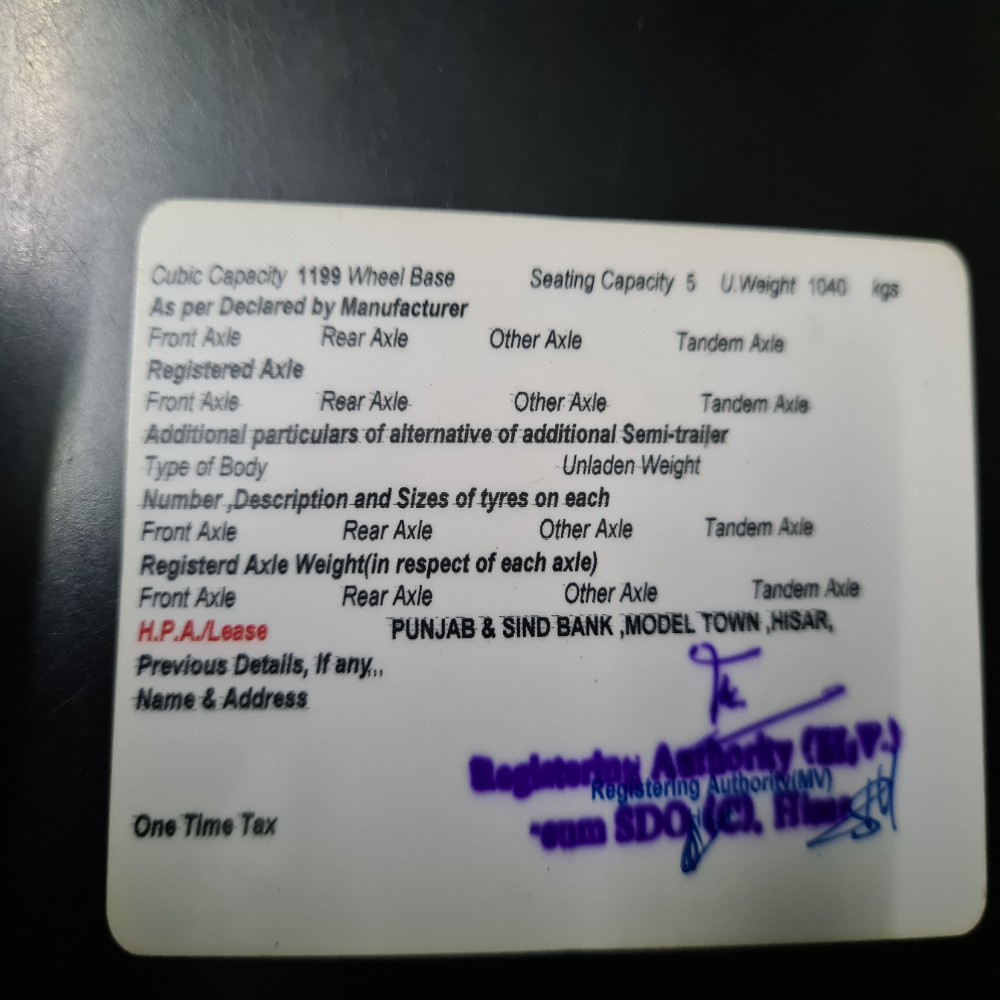 Cubic Capacity 1199 Wheel Base Seating Capacity 5 U.Weight 1040 kgs
As per Declared by Manufacturer
Front Axle Rear Axle Other Axle Tandem Axle
Registered Axle
Front Axle Rear Axle Other Axle Tandem Axle
Additional particulars of alternative of additional Semi-trailer
Type of Body Unladen Weight
Number ,Description and Sizes of tyres on each
Front Axle Rear Axle Other Axle Tandem Axle
Registerd Axle Weight(in respect of each axle)
Front Axle Rear Axle Other Axle Tandem Axle
H.P.A./Lease PUNJAB & SIND BANK ,MODEL TOWN ,HISAR,
Previous Details, If any,,,
Name & Address
Registering Authority (M.V.)
Registering Authority(MV)
SDO (C),
One Time Tax